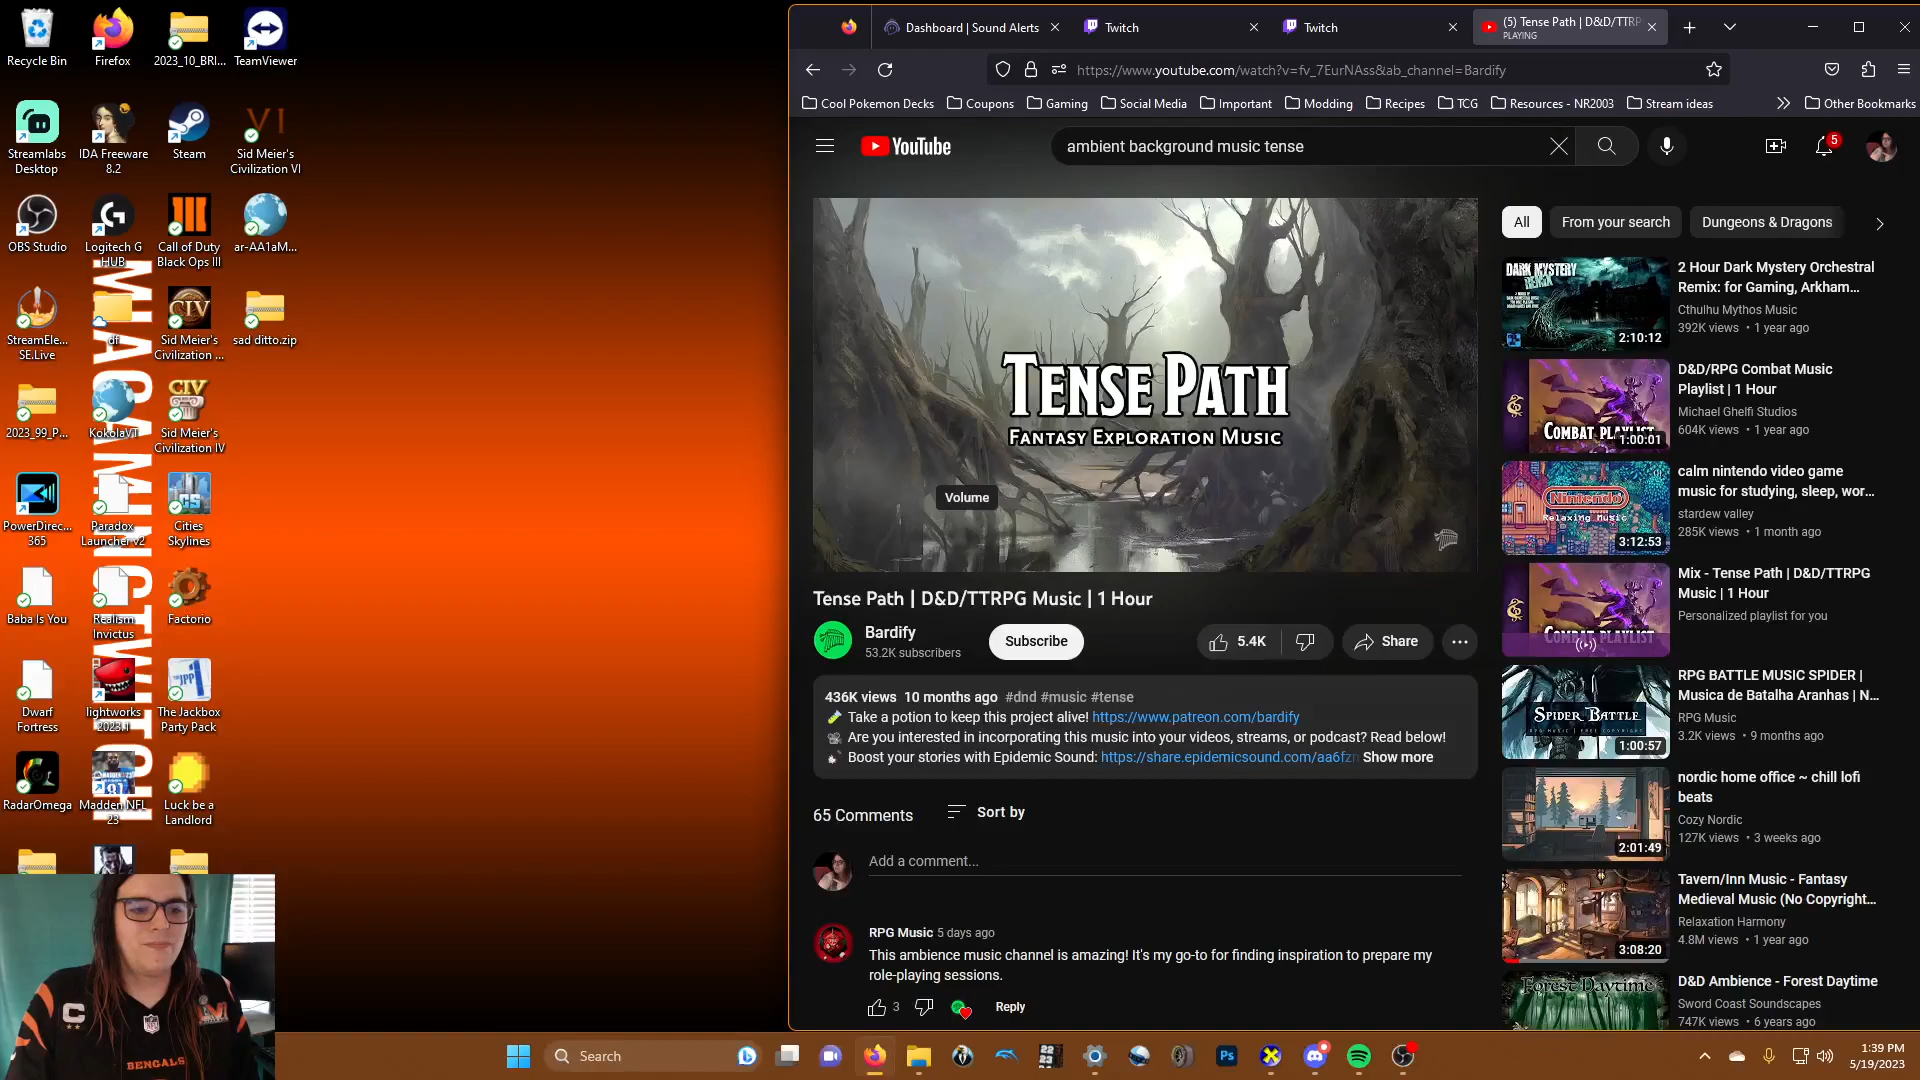 Recycle Bin
Firefox
2023_10_BRI...
TeamViewer
Streamlabs
Desktop
IDA Freeware
8.2
Steam
VI
Sid Meier's
Civilization VI
OBS Studio
Logitech G
HUB
Call of Duty
Black Ops III
ar-AA1aM...
StreamEle...
SE.Live
df
CIV
Sid Meier's
Civilization ...
sad ditto.zip
2023_99_P...
KokolaVT
CIV
Sid Meier's
Civilization IV
PowerDirec...
365
Paradox
Launcher v2
CS
Cities
Skylines
Baba Is You
Realism
Invictus
Factorio
Dwarf
Fortress
lightworks
2023.1
The Jackbox
Party Pack
RadarOmega
Madden NFL
23
Luck be a
Landlord
C
NFL
BENGALS
Dashboard | Sound Alerts
Twitch
Twitch
(5) Tense Path | D&D/TTRP
PLAYING
https://www.youtube.com/watch?v=fv_7EurNAss&ab_channel=Bardify
Cool Pokemon Decks
Coupons
Gaming
Social Media
Important
Modding
Recipes
TCG
Resources - NR2003
Stream ideas
Other Bookmarks
YouTube
ambient background music tense
5
TENSE PATH
FANTASY EXPLORATION MUSIC
Volume
Tense Path | D&D/TTRPG Music | 1 Hour
Bardify
53.2K subscribers
Subscribe
5.4K
Share
436K views 10 months ago #dnd #music #tense
Take a potion to keep this project alive! https://www.patreon.com/bardify
Are you interested in incorporating this music into your videos, streams, or podcast? Read below!
Boost your stories with Epidemic Sound: https://share.epidemicsound.com/aa6fzn Show more
65 Comments
Sort by
Add a comment...
RPG Music 5 days ago
This ambience music channel is amazing! It's my go-to for finding inspiration to prepare my
role-playing sessions.
3
Reply
All
From your search
Dungeons & Dragons
DARK MYSTERY
REMIX
2:10:12
2 Hour Dark Mystery Orchestral
Remix: for Gaming, Arkham...
Cthulhu Mythos Music
392K views • 1 year ago
COMBAT PLAYLIST
1:00:01
D&D/RPG Combat Music
Playlist | 1 Hour
Michael Ghelfi Studios
604K views • 1 year ago
Nintendo
Relaxing Music
3:12:53
calm nintendo video game
music for studying, sleep, wor...
stardew valley
285K views • 1 month ago
COMBAT PLAYLIST
Mix - Tense Path | D&D/TTRPG
Music | 1 Hour
Personalized playlist for you
SPIDER BATTLE
1:00:57
RPG BATTLE MUSIC SPIDER |
Musica de Batalha Aranhas | N...
RPG Music
3.2K views • 9 months ago
2:01:49
nordic home office ~ chill lofi
beats
Cozy Nordic
127K views • 3 weeks ago
3:08:20
Tavern/Inn Music - Fantasy
Medieval Music (No Copyright...
Relaxation Harmony
4.8M views • 1 year ago
Forest Daytime
D&D Ambience - Forest Daytime
Sword Coast Soundscapes
747K views • 6 years ago
Search
22
23
Ps
1:39 PM
5/19/2023